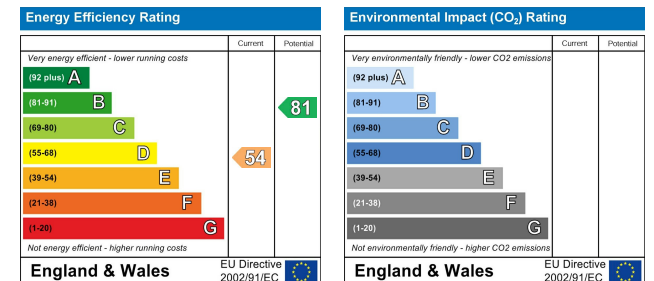 Energy Efficiency Rating
Current Potential
Very energy efficient - lower running costs
(92 plus) A
(81-91) B
81
(69-80) C
(55-68) D
54
(39-54) E
(21-38) F
(1-20) G
Not energy efficient - higher running costs
England & Wales
EU Directive
2002/91/EC
Environmental Impact (CO2) Rating
Current Potential
Very environmentally friendly - lower CO2 emissions
(92 plus) A
(81-91) B
(69-80) C
(55-68) D
(39-54) E
(21-38) F
(1-20) G
Not environmentally friendly - higher CO2 emissions
England & Wales
EU Directive
2002/91/EC